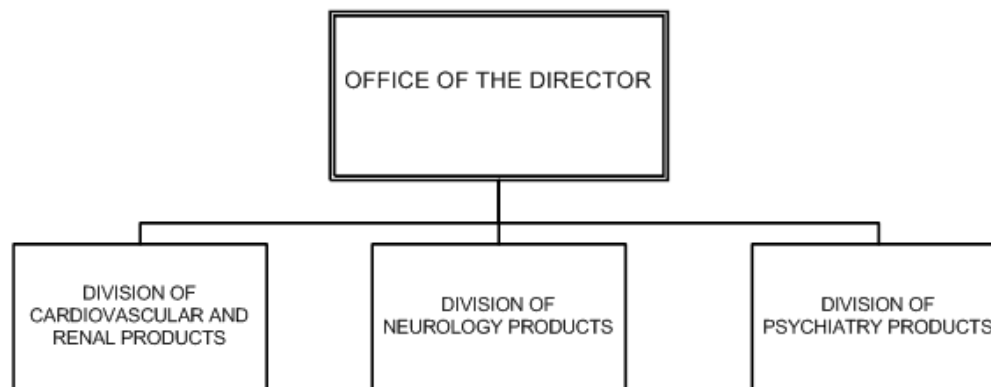 OFFICE OF THE DIRECTOR
DIVISION OF
CARDIOVASCULAR AND
RENAL PRODUCTS
DIVISION OF
NEUROLOGY PRODUCTS
DIVISION OF
PSYCHIATRY PRODUCTS